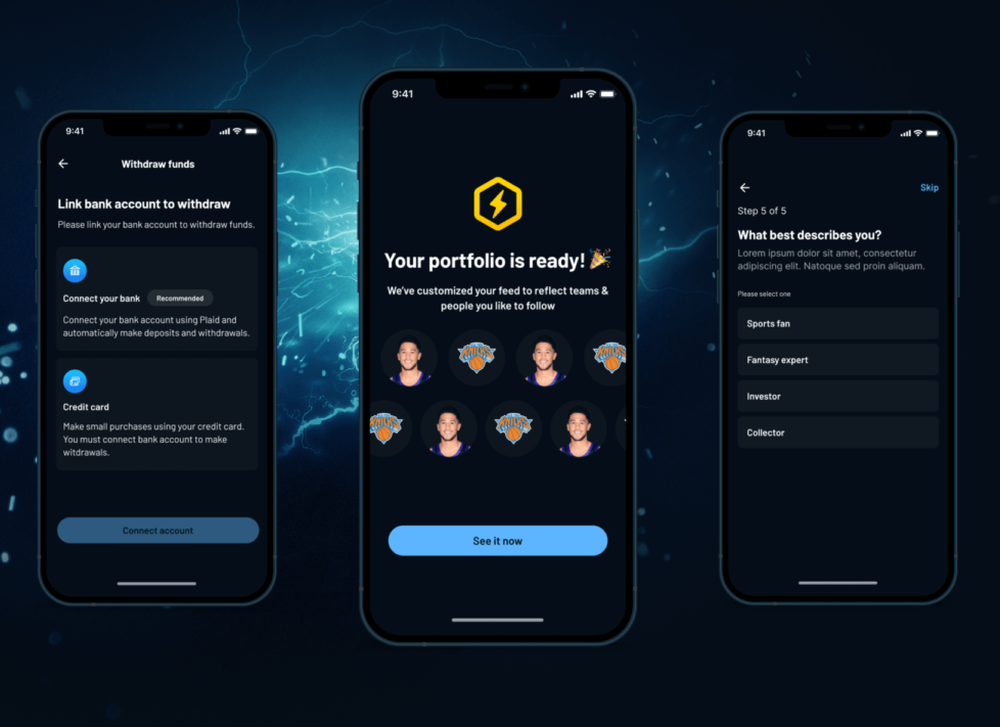 9:41
Withdraw funds
Link bank account to withdraw
Please link your bank account to withdraw funds.
Connect your bank
Recommended
Connect your bank account using Plaid and
automatically make deposits and withdrawals.
Credit card
Make small purchases using your credit card.
You must connect bank account to make
witdrawals.
Connect account
9:41
Your portfolio is ready!
We've customized your feed to reflect teams &
people you like to follow
KNICKS
KNICKS
KNICKS
KNICKS
See it now
9:41
Skip
Step 5 of 5
What best describes you?
Lorem ipsum dolor sit amet, consectetur
adipiscing elit. Natoque sed proin aliquam.
Please select one
Sports fan
Fantasy expert
Investor
Collector